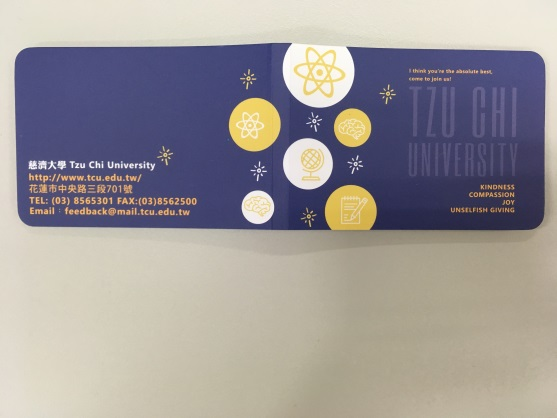 慈濟大學 Tzu Chi University
http://www.tcu.edu.tw/
花蓮市中央路三段701號
TEL: (03) 8565301 FAX:(03)8562500
Email : feedback@mail.tcu.edu.tw
I think you're the absolute best,
come to join us!
TZU CHI
UNIVERSITY
KINDNESS
COMPASSION
JOY
UNSELFISH GIVING